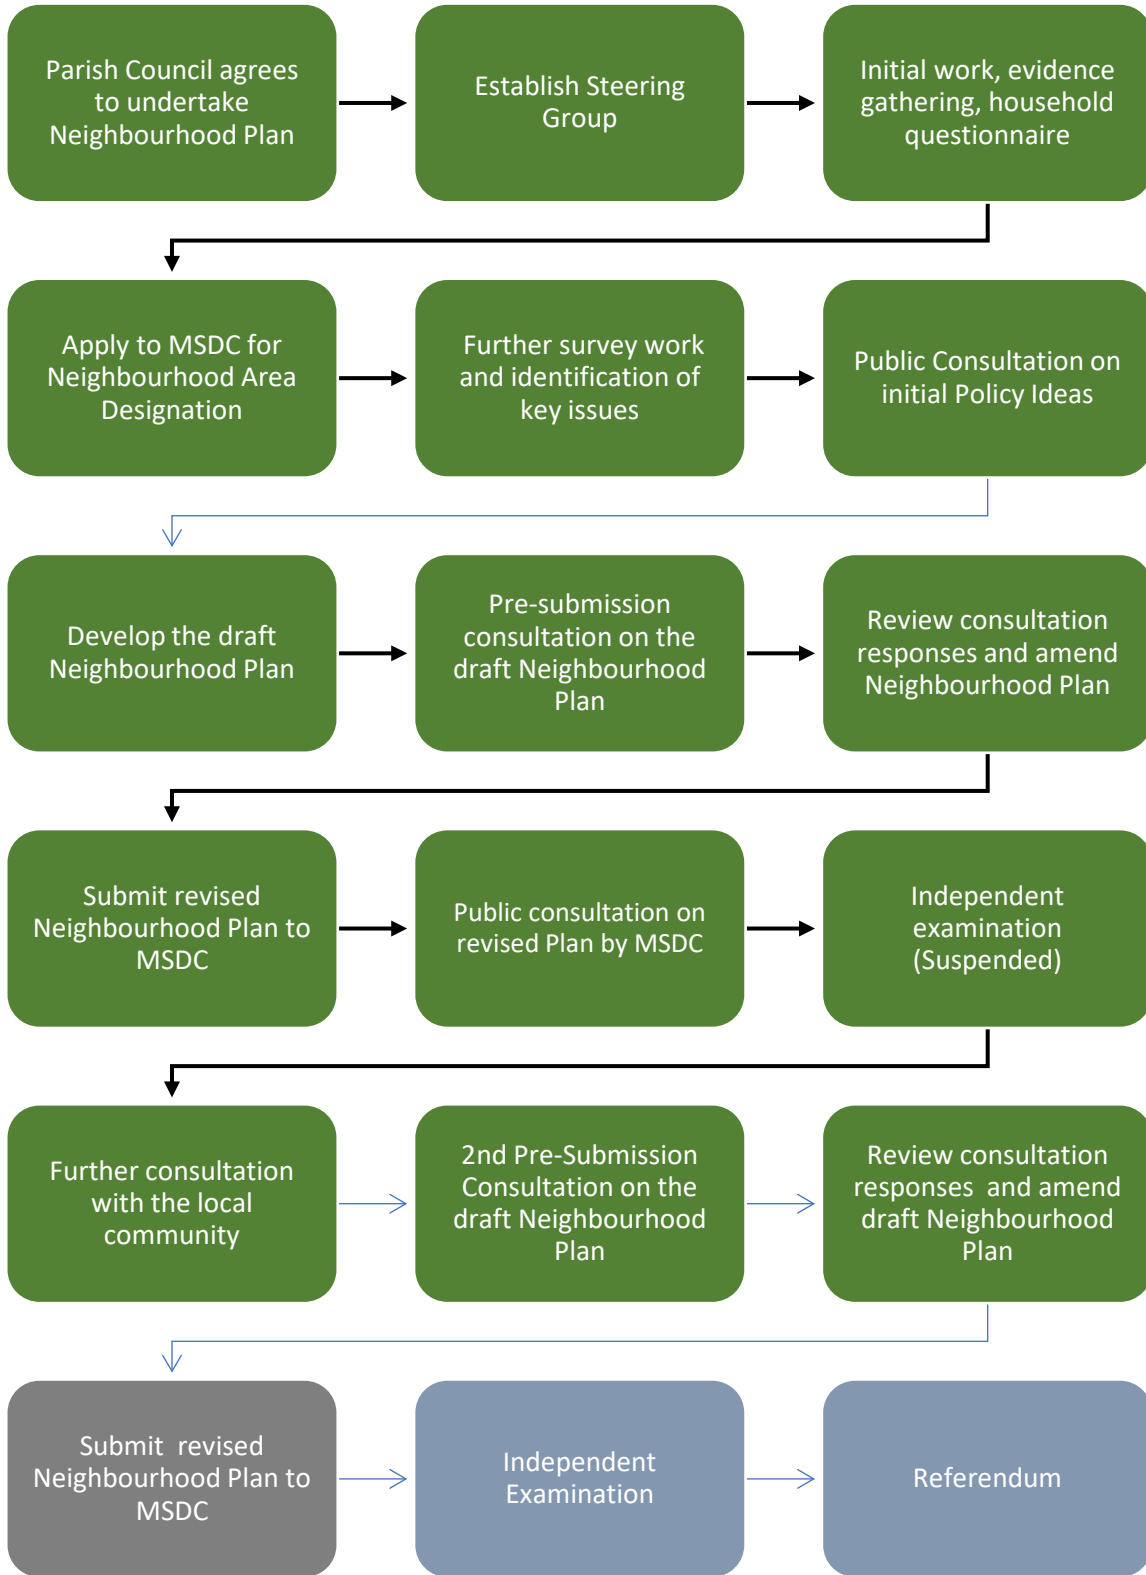 Parish Council agrees
to undertake
Neighbourhood Plan
Establish Steering
Group
Initial work, evidence
gathering, household
questionnaire
Apply to MSDC for
Neighbourhood Area
Designation
Further survey work
and identification of
key issues
Public Consultation on
initial Policy Ideas
Develop the draft
Neighbourhood Plan
Pre-submission
consultation on the
draft Neighbourhood
Plan
Review consultation
responses and amend
Neighbourhood Plan
Submit revised
Neighbourhood Plan to
MSDC
Public consultation on
revised Plan by MSDC
Independent
examination
(Suspended)
Further consultation
with the local
community
2nd Pre-Submission
Consultation on the
draft Neighbourhood
Plan
Review consultation
responses  and amend
draft Neighbourhood
Plan
Submit  revised
Neighbourhood Plan to
MSDC
Independent
Examination
Referendum